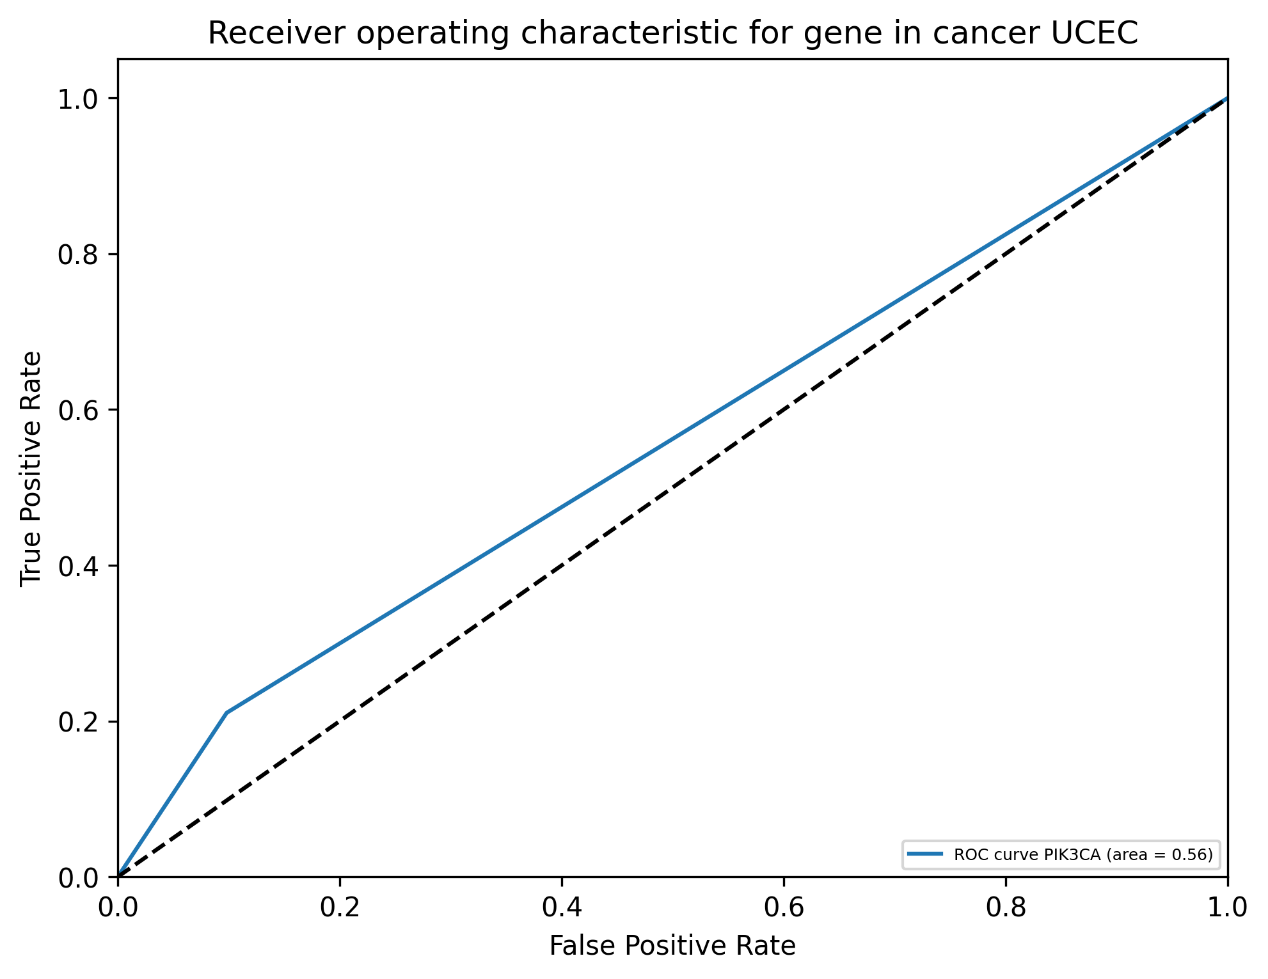 Receiver operating characteristic for gene in cancer UCEC
1.0
0.8
0.6
0.4
0.2
0.0
True Positive Rate
ROC curve PIK3CA (area = 0.56)
0.0 0.2 0.4 0.6 0.8 1.0
False Positive Rate